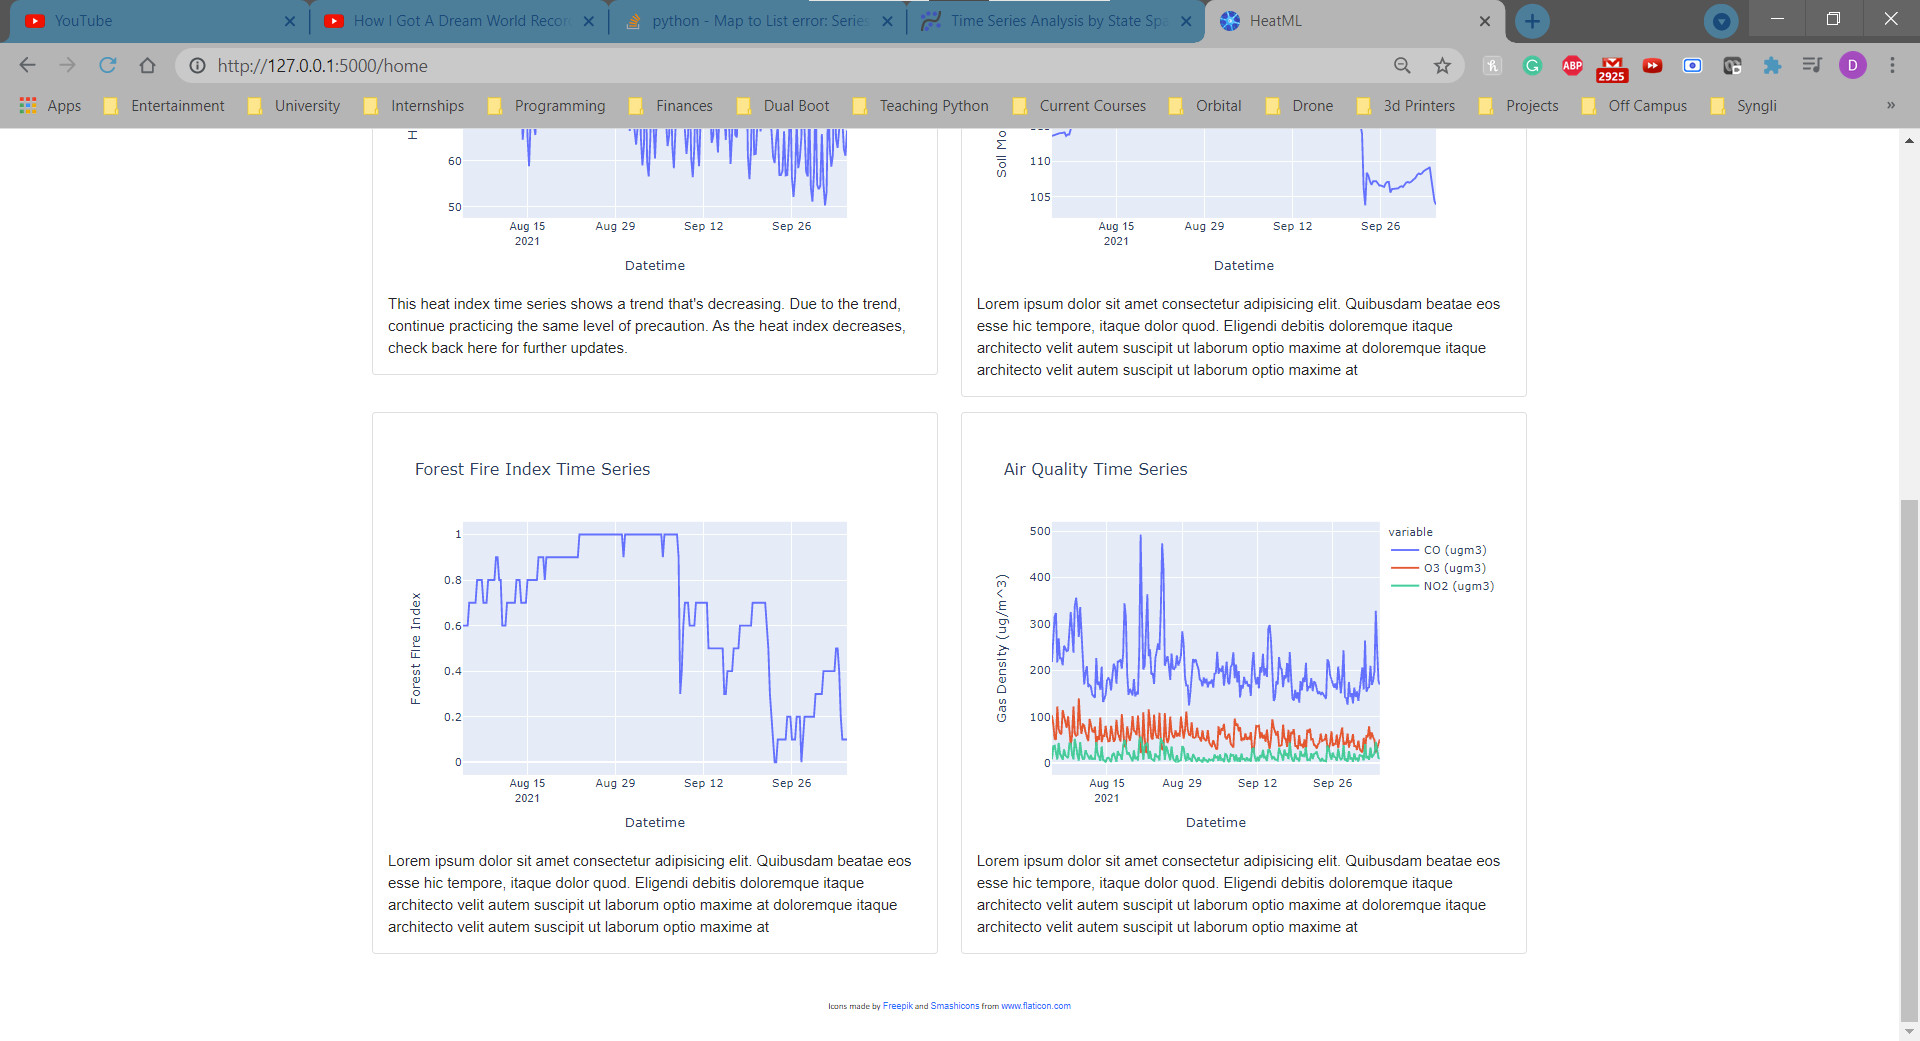 YouTube
How I Got A Dream World Recor
python - Map to List error: Series
Time Series Analysis by State Spa
HeatML
http://127.0.0.1:5000/home
ABP
2925
D
Apps
Entertainment
University
Internships
Programming
Finances
Dual Boot
Teaching Python
Current Courses
Orbital
Drone
3d Printers
Projects
Off Campus
Syngli
»
H
60
50
Aug 15
2021
Aug 29
Sep 12
Sep 26
Datetime
This heat index time series shows a trend that's decreasing. Due to the trend,
continue practicing the same level of precaution. As the heat index decreases,
check back here for further updates.
Soil Mo
110
105
Aug 15
2021
Aug 29
Sep 12
Sep 26
Datetime
Lorem ipsum dolor sit amet consectetur adipisicing elit. Quibusdam beatae eos
esse hic tempore, itaque dolor quod. Eligendi debitis doloremque itaque
architecto velit autem suscipit ut laborum optio maxime at doloremque itaque
architecto velit autem suscipit ut laborum optio maxime at
Forest Fire Index Time Series
Forest Fire Index
1
0.8
0.6
0.4
0.2
0
Aug 15
2021
Aug 29
Sep 12
Sep 26
Datetime
Lorem ipsum dolor sit amet consectetur adipisicing elit. Quibusdam beatae eos
esse hic tempore, itaque dolor quod. Eligendi debitis doloremque itaque
architecto velit autem suscipit ut laborum optio maxime at doloremque itaque
architecto velit autem suscipit ut laborum optio maxime at
Air Quality Time Series
Gas Density (ug/m^3)
500
400
300
200
100
0
variable
CO (ugm3)
O3 (ugm3)
NO2 (ugm3)
Aug 15
2021
Aug 29
Sep 12
Sep 26
Datetime
Lorem ipsum dolor sit amet consectetur adipisicing elit. Quibusdam beatae eos
esse hic tempore, itaque dolor quod. Eligendi debitis doloremque itaque
architecto velit autem suscipit ut laborum optio maxime at doloremque itaque
architecto velit autem suscipit ut laborum optio maxime at
Icons made by Freepik and Smashicons from www.flaticon.com